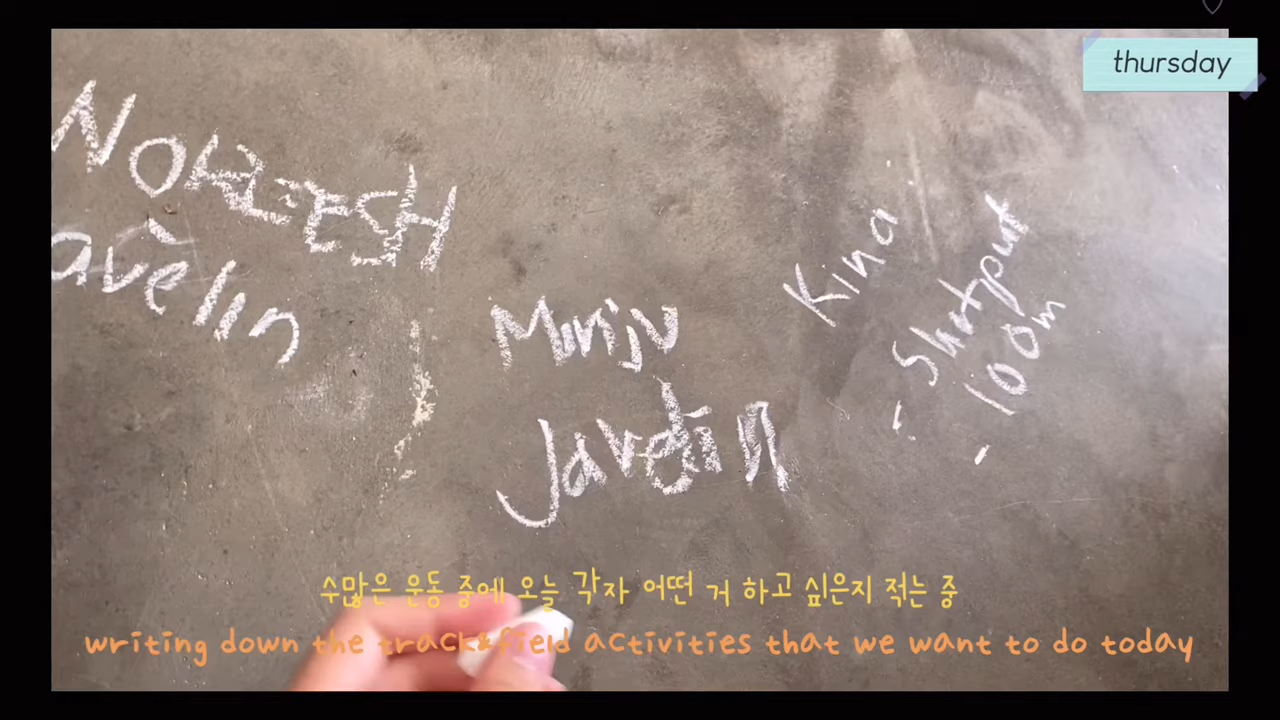 thursday
avelin
Minju
Javelin
Kina
- Shotput
- 100m
수많은 운동 중에 오늘 각자 어떤 거 하고 싶은지 적는 중
writing down the track&field activities that we want to do today